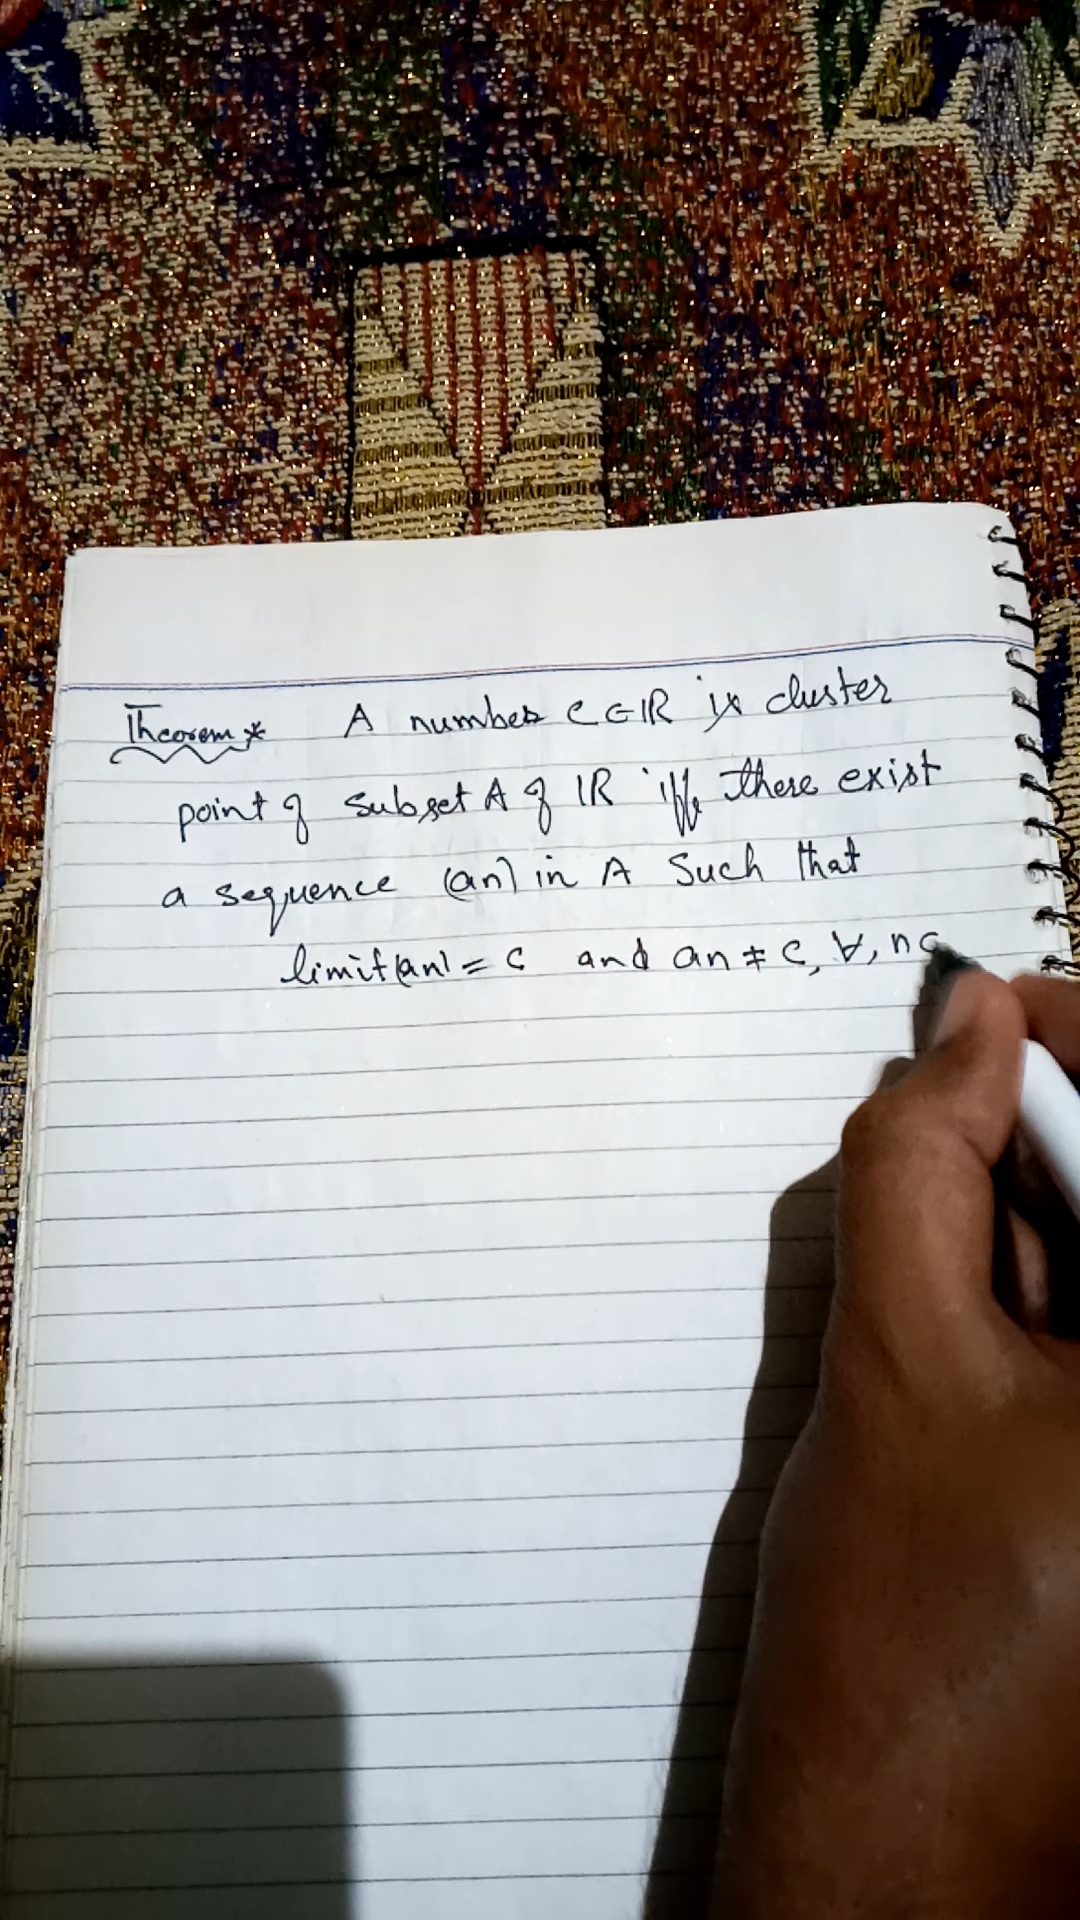 Theorem * A number c ∈ IR is cluster
point of subset A of IR iff there exist
a sequence (an) in A Such that
limit(an) = c and an ≠ c, ∀, n